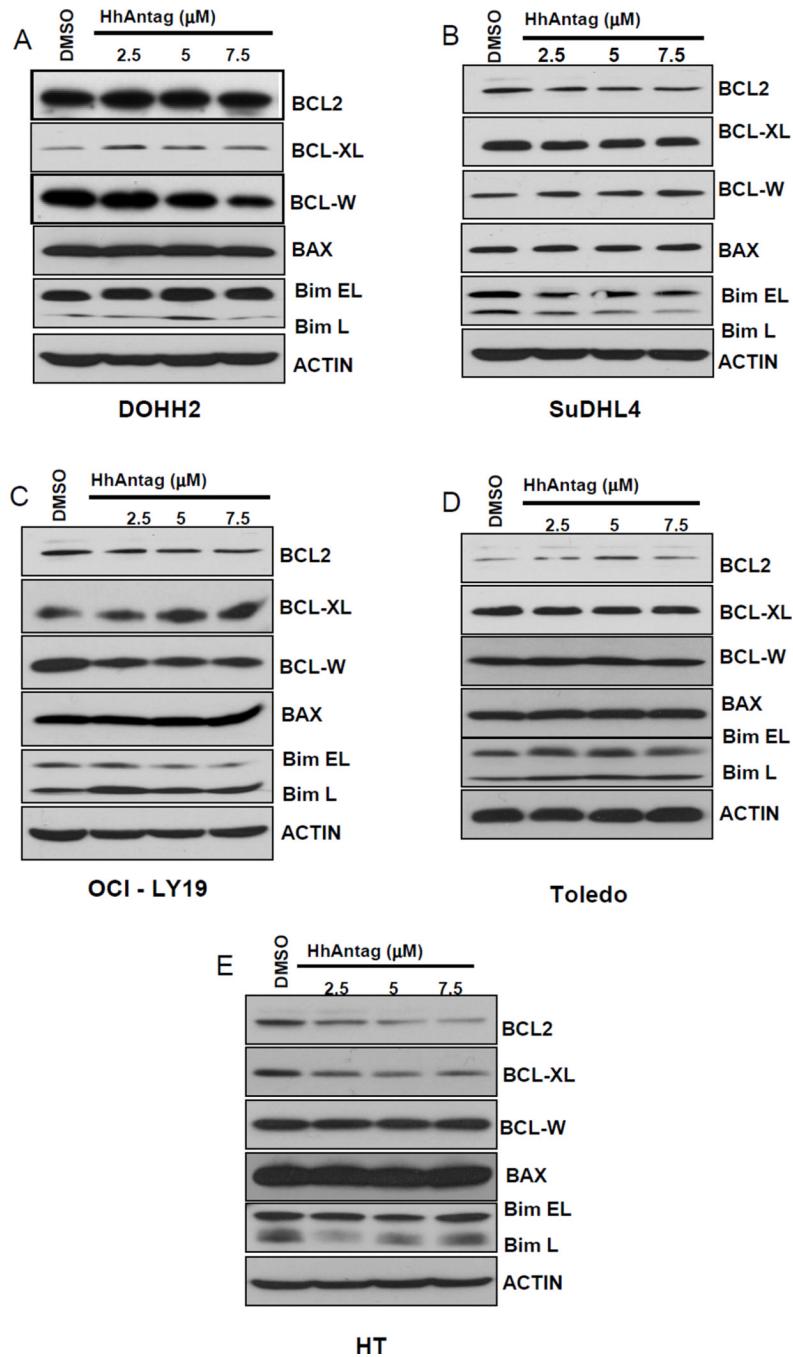 A
DMSO
HhAntag (μM)
2.5 5 7.5
BCL2
BCL-XL
BCL-W
BAX
Bim EL
Bim L
ACTIN
DOHH2
B
DMSO
HhAntag (μM)
2.5 5 7.5
BCL2
BCL-XL
BCL-W
BAX
Bim EL
Bim L
ACTIN
SuDHL4
C
DMSO
HhAntag (μM)
2.5 5 7.5
BCL2
BCL-XL
BCL-W
BAX
Bim EL
Bim L
ACTIN
OCI - LY19
D
DMSO
HhAntag (μM)
2.5 5 7.5
BCL2
BCL-XL
BCL-W
BAX
Bim EL
Bim L
ACTIN
Toledo
E
DMSO
HhAntag (μM)
2.5 5 7.5
BCL2
BCL-XL
BCL-W
BAX
Bim EL
Bim L
ACTIN
HT